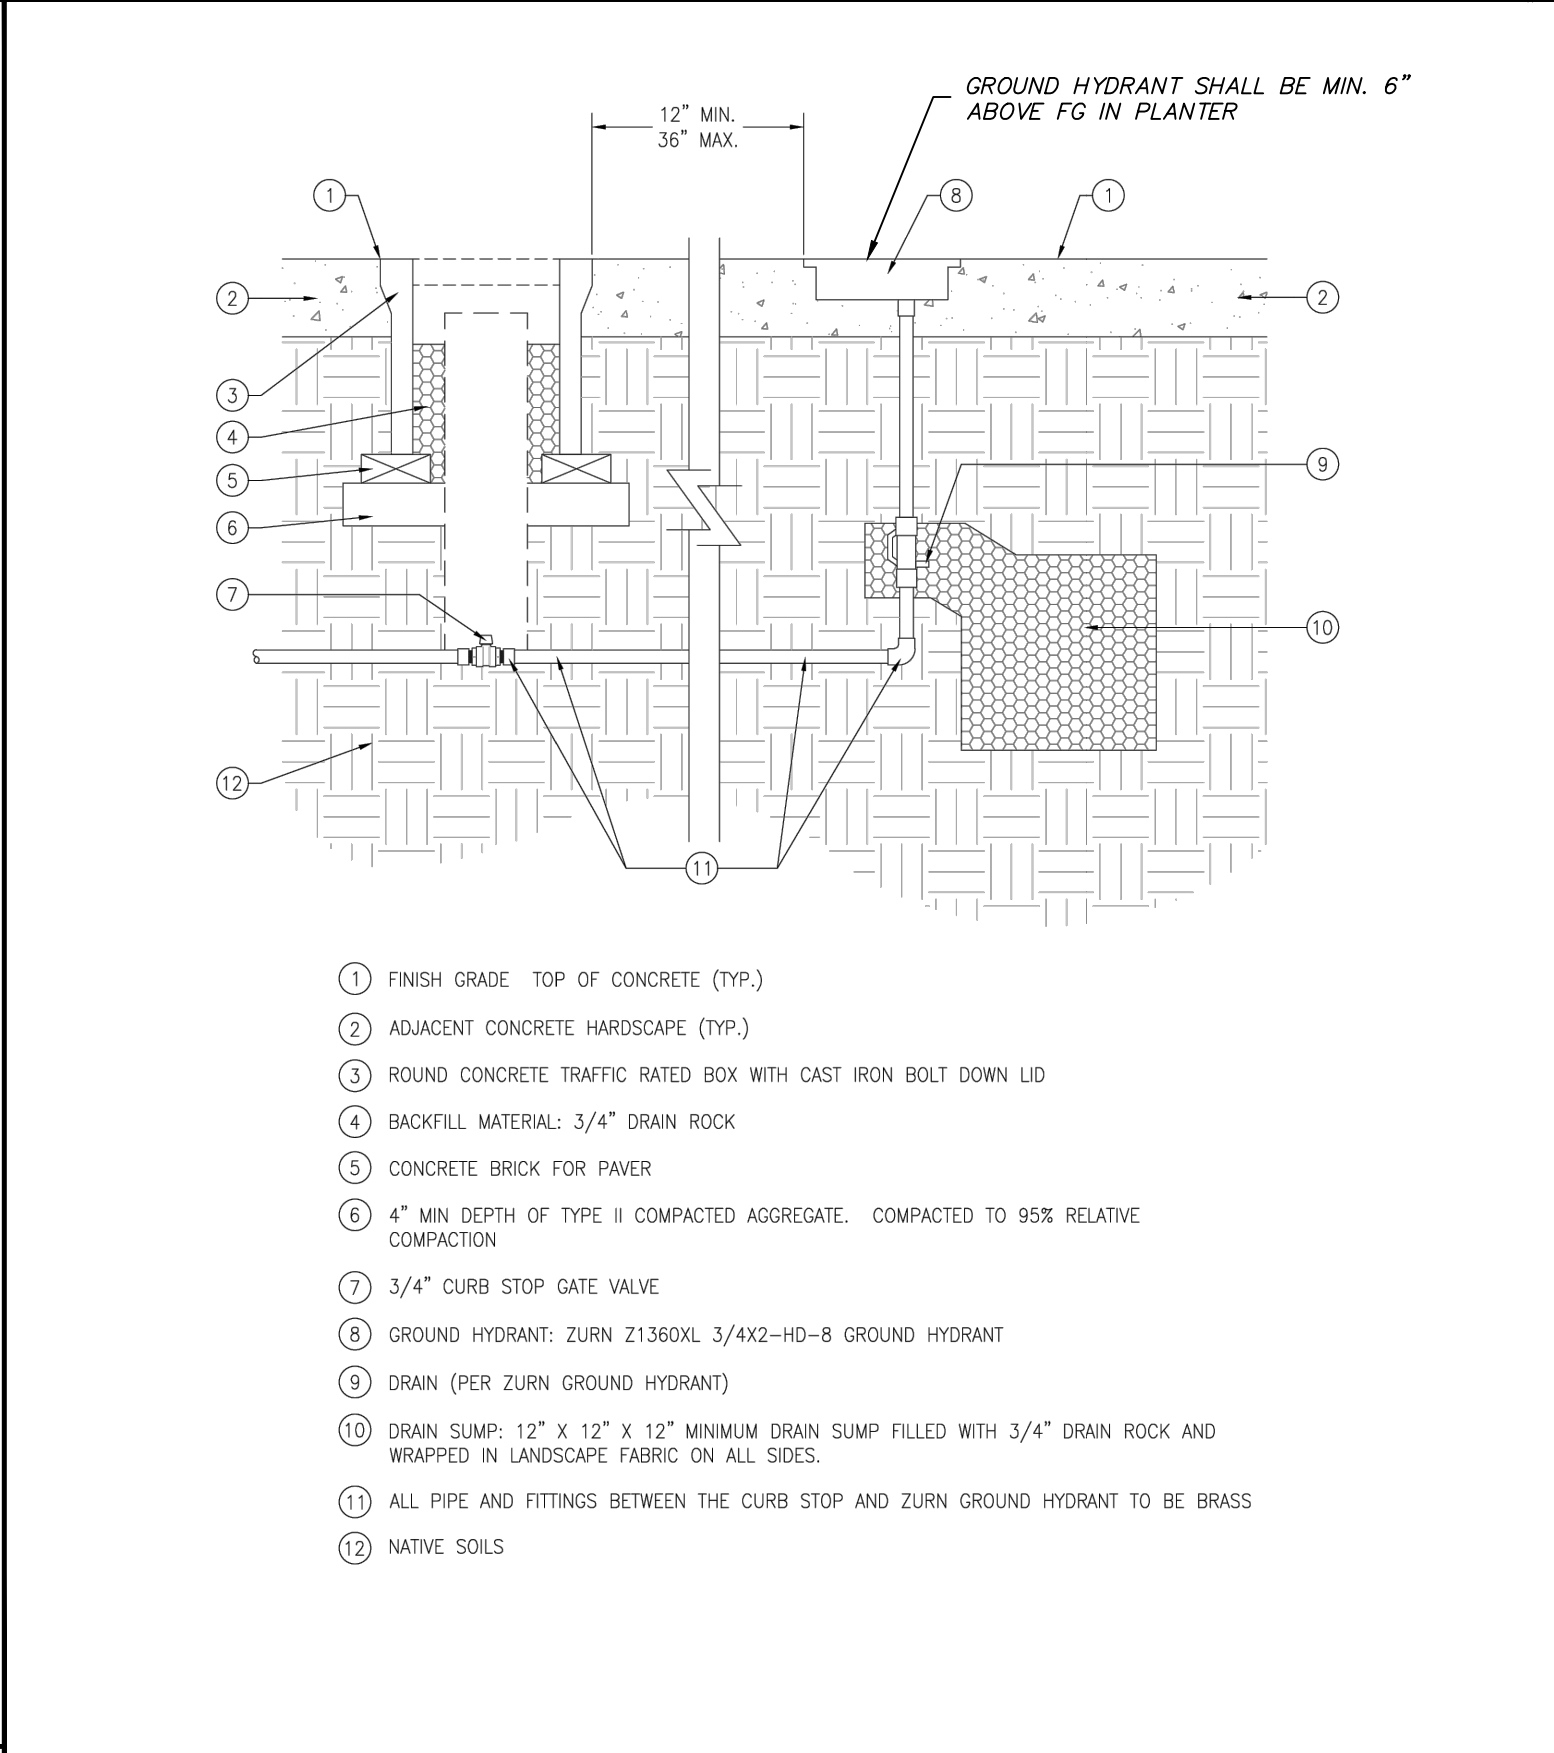 GROUND HYDRANT SHALL BE MIN. 6”
ABOVE FG IN PLANTER
12” MIN.
36” MAX.
1
8
1
2
2
3
4
9
5
6
7
10
12
11
1 FINISH GRADE TOP OF CONCRETE (TYP.)
2 ADJACENT CONCRETE HARDSCAPE (TYP.)
3 ROUND CONCRETE TRAFFIC RATED BOX WITH CAST IRON BOLT DOWN LID
4 BACKFILL MATERIAL: 3/4” DRAIN ROCK
5 CONCRETE BRICK FOR PAVER
6 4” MIN DEPTH OF TYPE II COMPACTED AGGREGATE. COMPACTED TO 95% RELATIVE
COMPACTION
7 3/4” CURB STOP GATE VALVE
8 GROUND HYDRANT: ZURN Z1360XL 3/4X2-HD-8 GROUND HYDRANT
9 DRAIN (PER ZURN GROUND HYDRANT)
10 DRAIN SUMP: 12” X 12” X 12” MINIMUM DRAIN SUMP FILLED WITH 3/4” DRAIN ROCK AND
WRAPPED IN LANDSCAPE FABRIC ON ALL SIDES.
11 ALL PIPE AND FITTINGS BETWEEN THE CURB STOP AND ZURN GROUND HYDRANT TO BE BRASS
12 NATIVE SOILS